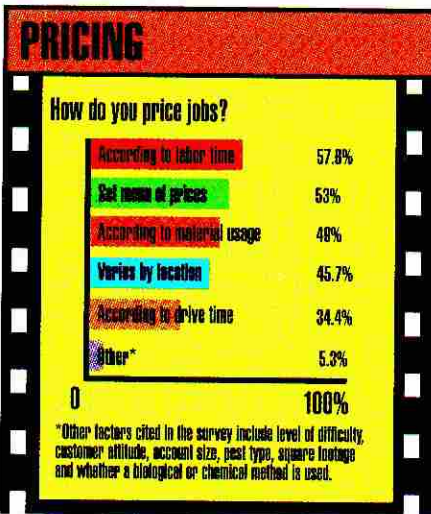 PRICING
How do you price jobs?
According to labor time 57.8%
Set menu of prices 53%
According to material usage 49%
Varies by location 45.7%
According to drive time 34.4%
Other* 5.3%
0 100%
*Other factors cited in the survey include level of difficulty,
customer attitude, account size, pest type, square footage
and whether a biological or chemical method is used.